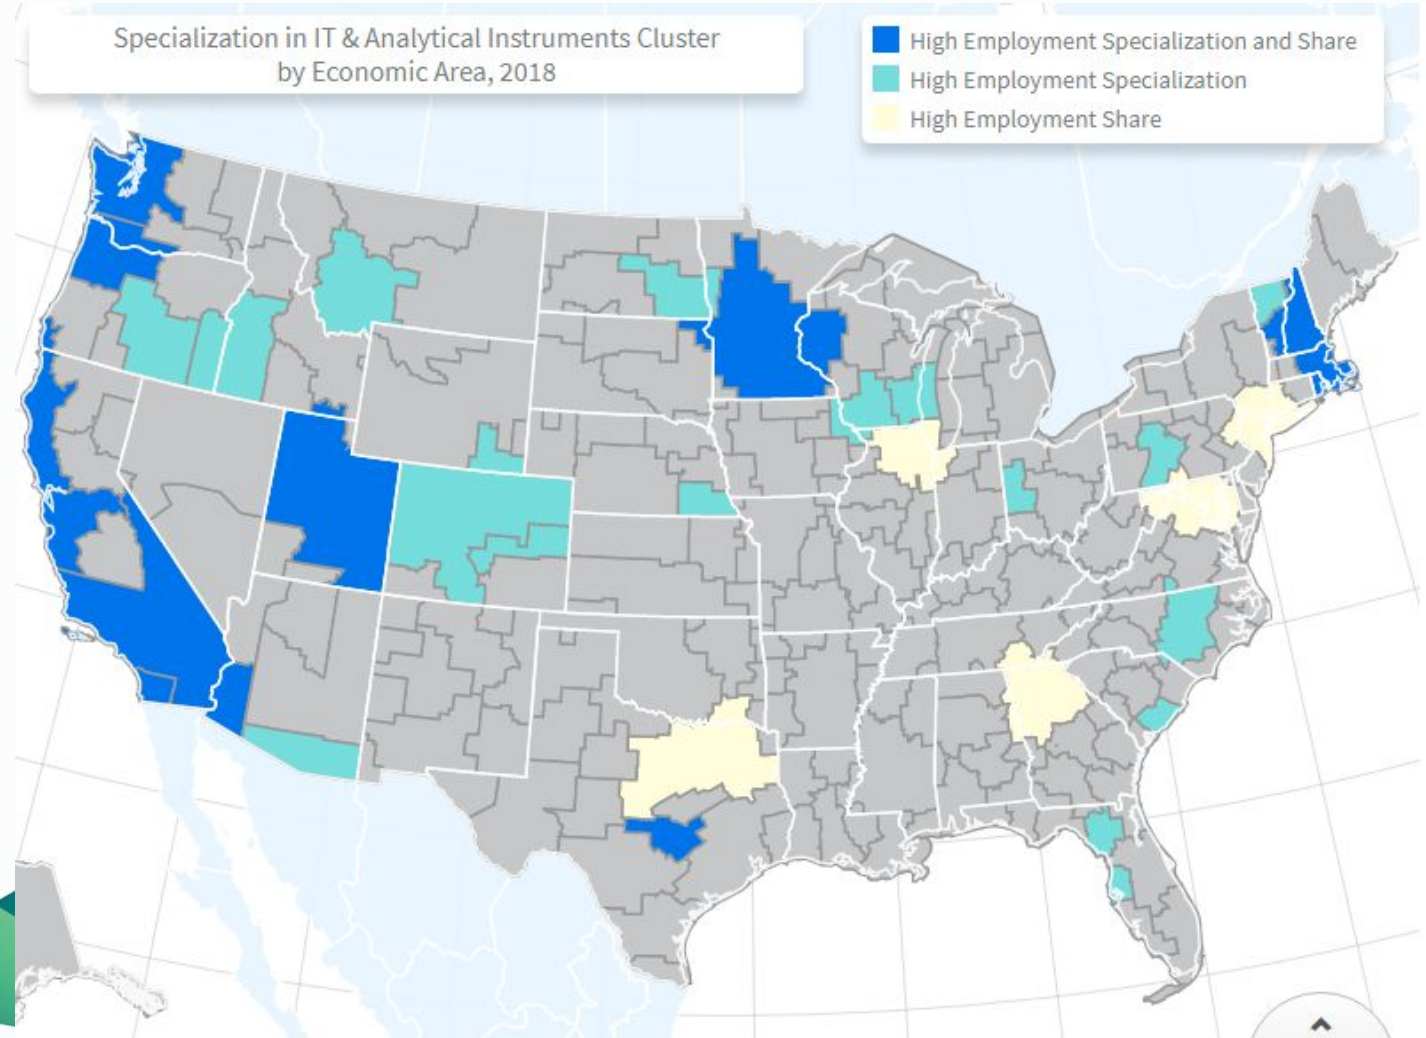 Specialization in IT & Analytical Instruments Cluster
by Economic Area, 2018
High Employment Specialization and Share
High Employment Specialization
High Employment Share